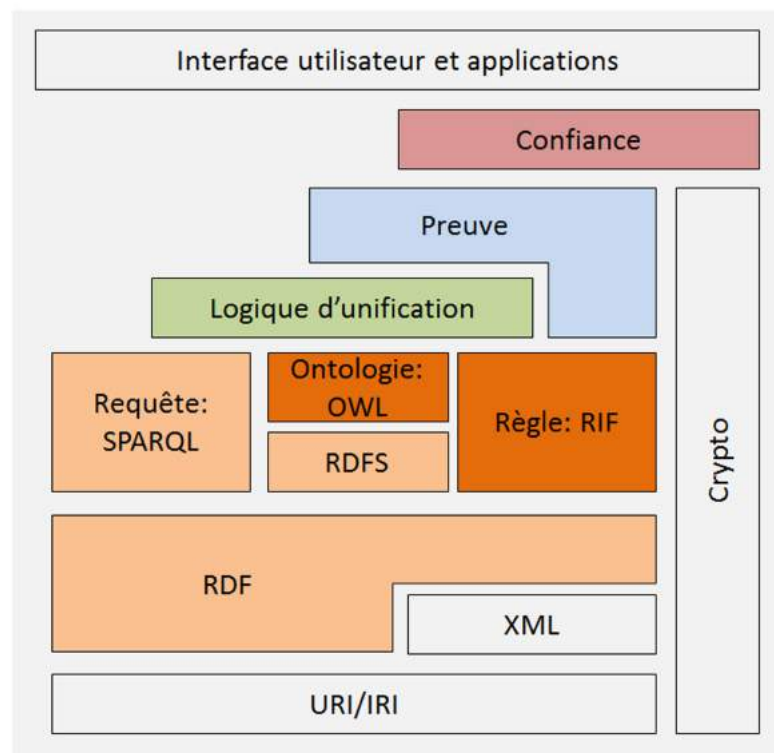 Interface utilisateur et applications
Confiance
Preuve
Logique d'unification
Requête:
SPARQL
Ontologie:
OWL
RDFS
Règle: RIF
Crypto
RDF
XML
URI/IRI